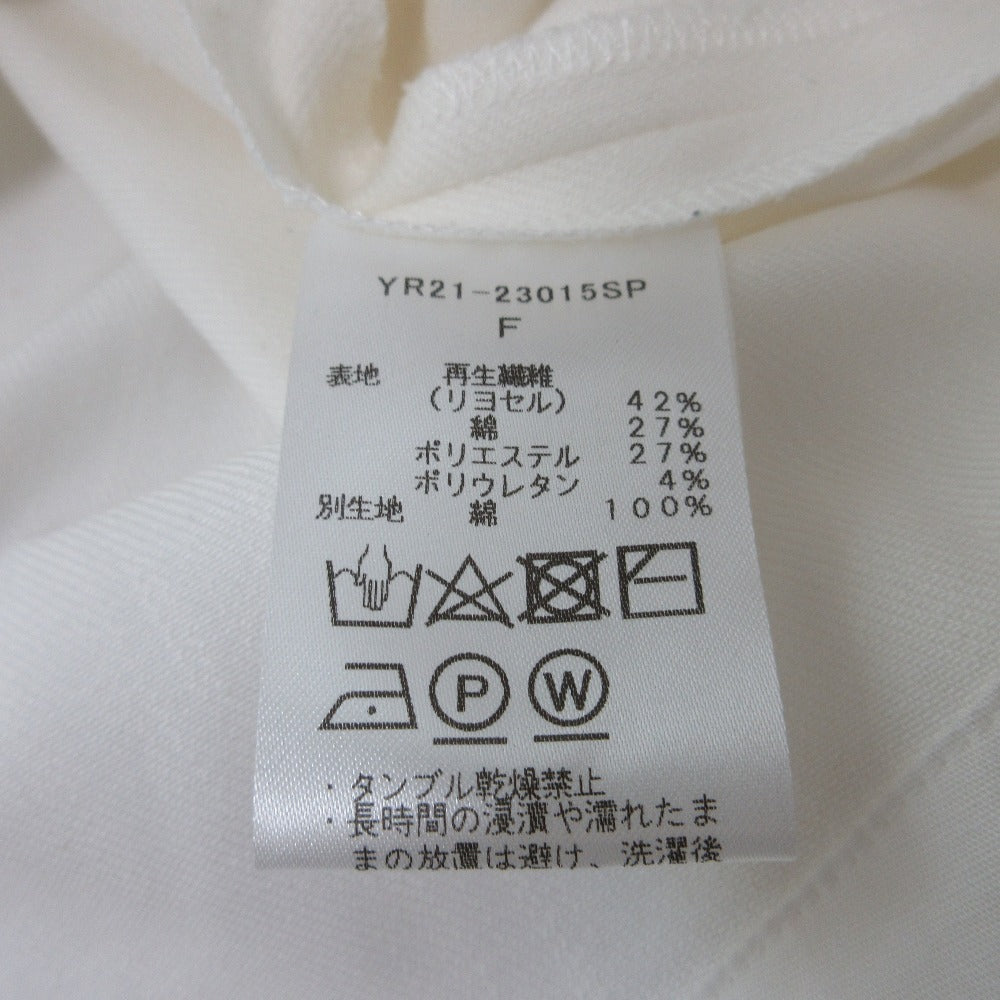 YR21-23015SP
F
表地 再生繊維
(リヨセル) 42%
綿 27%
ポリエステル 27%
ポリウレタン 4%
別生地 綿 100%
P W
・タンブル乾燥禁止
・長時間の浸漬や濡れたま
まの放置は避け、洗濯後